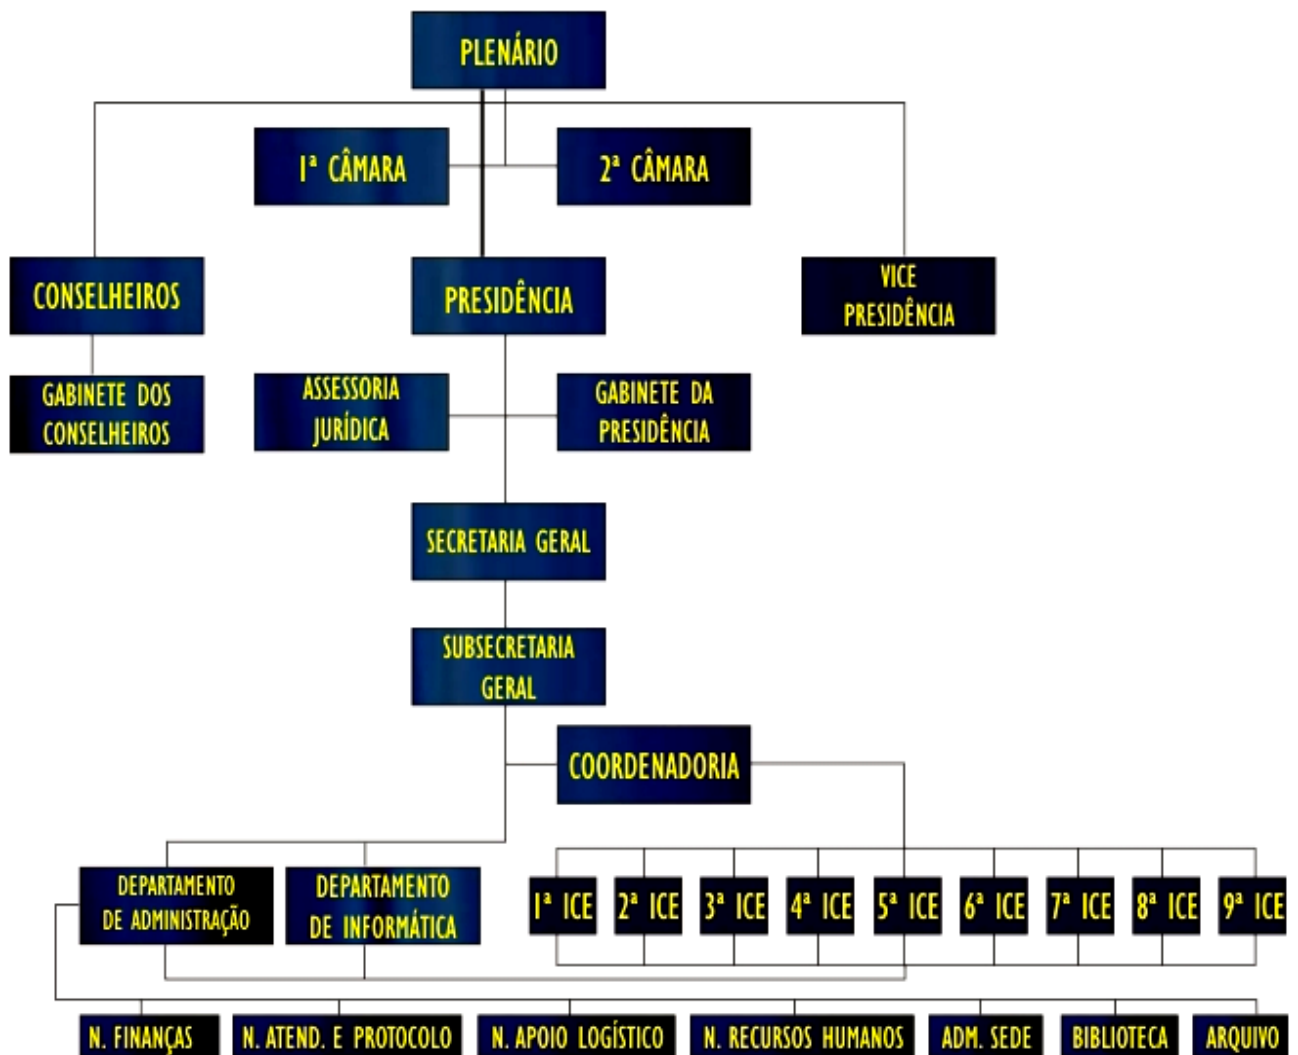 PLENÁRIO
1ª CÂMARA
2ª CÂMARA
CONSELHEIROS
PRESIDÊNCIA
VICE
PRESIDÊNCIA
GABINETE DOS
CONSELHEIROS
ASSESSORIA
JURÍDICA
GABINETE DA
PRESIDÊNCIA
SECRETARIA GERAL
SUBSECRETARIA
GERAL
COORDENADORIA
DEPARTAMENTO
DE ADMINISTRAÇÃO
DEPARTAMENTO
DE INFORMÁTICA
1ª ICE
2ª ICE
3ª ICE
4ª ICE
5ª ICE
6ª ICE
7ª ICE
8ª ICE
9ª ICE
N. FINANÇAS
N. ATEND. E PROTOCOLO
N. APOIO LOGÍSTICO
N. RECURSOS HUMANOS
ADM. SEDE
BIBLIOTECA
ARQUIVO